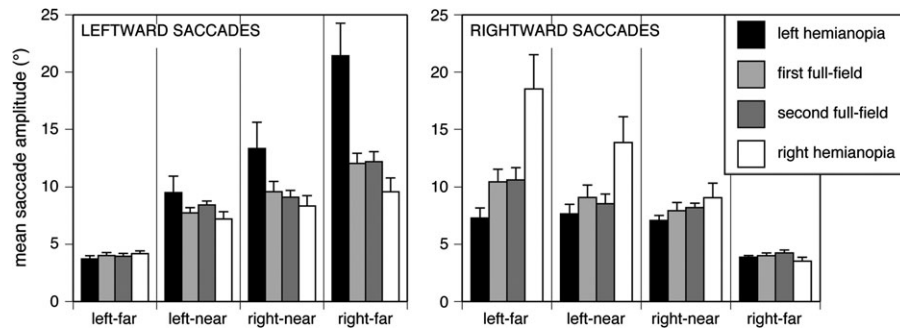 LEFTWARD SACCADES
RIGHTWARD SACCADES
left hemianopia
first full-field
second full-field
right hemianopia
mean saccade amplitude (°)
25
20
15
10
5
0
left-far left-near right-near right-far
25
20
15
10
5
0
left-far left-near right-near right-far